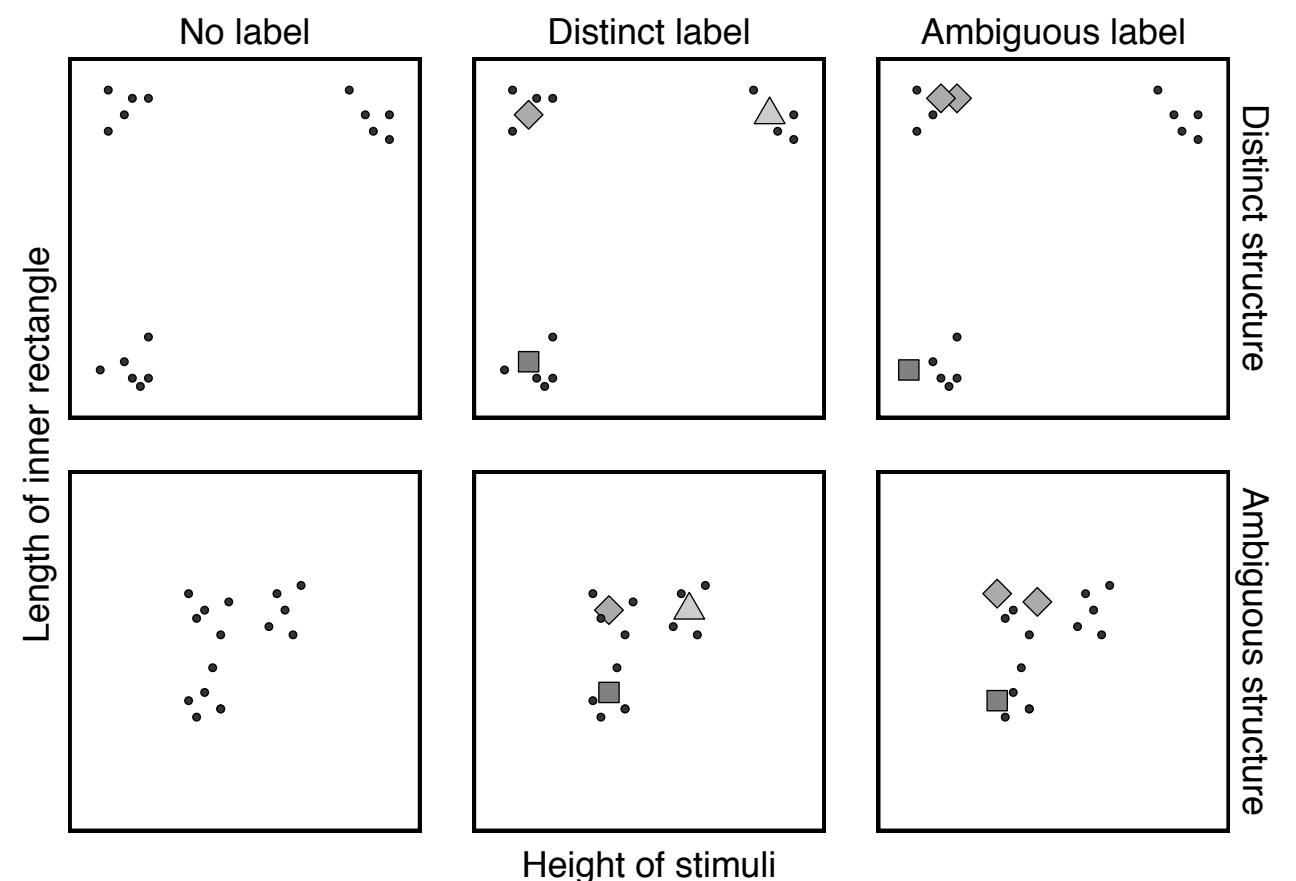 No label
Distinct label
Ambiguous label
Length of inner rectangle
Distinct structure
Ambiguous structure
Height of stimuli